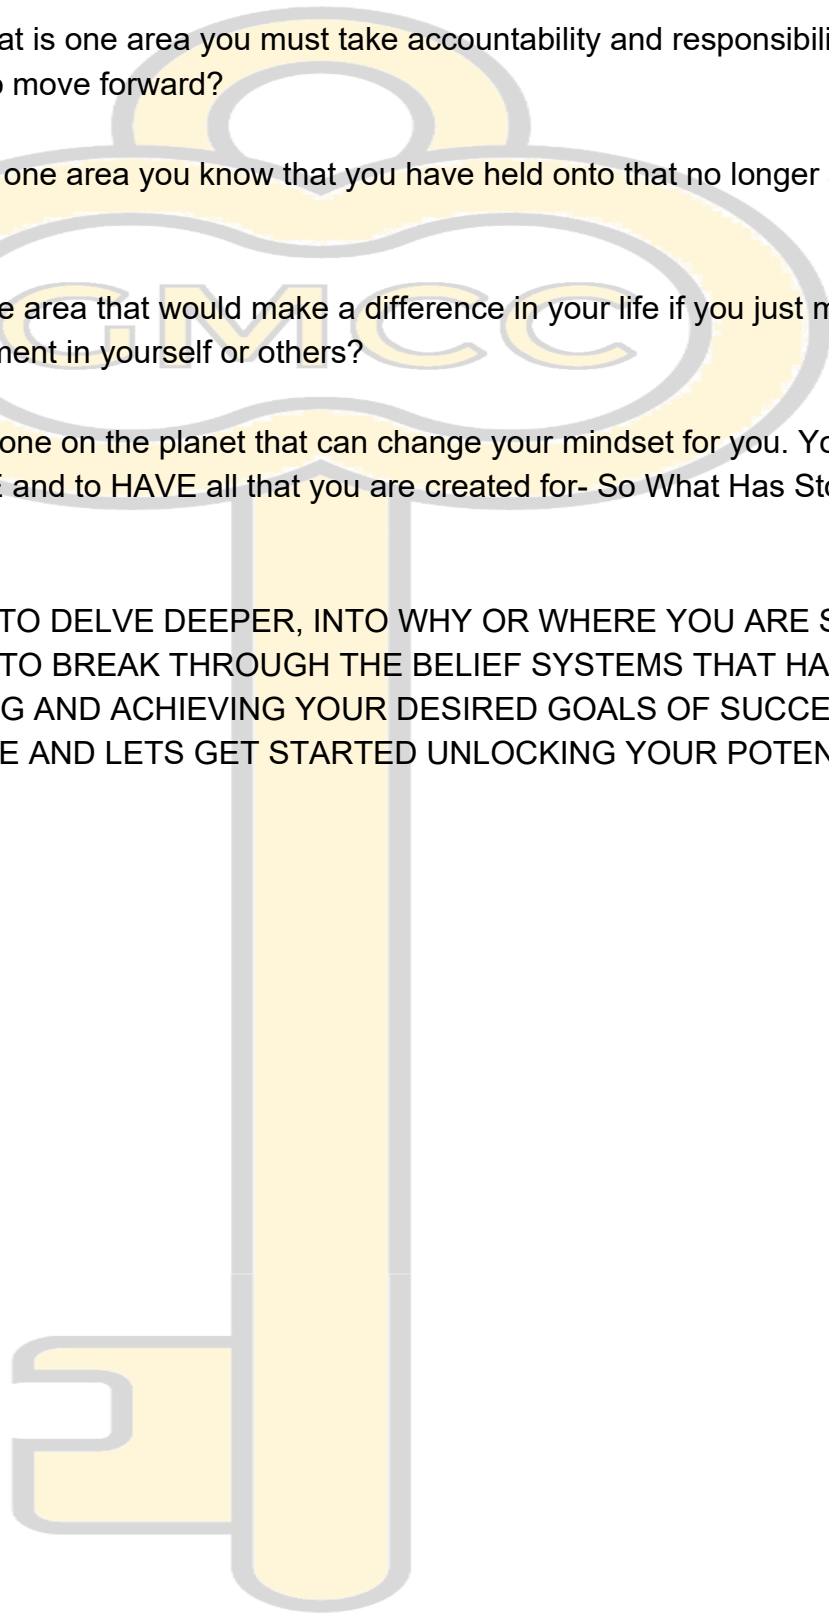 at is one area you must take accountability and responsibili
move forward?
one area you know that you have held onto that no longer
e area that would make a difference in your life if you just m
GMCC
ment in yourself or others?
one on the planet that can change your mindset for you. Yo
and to HAVE all that you are created for- So What Has Sto
TO DELVE DEEPER, INTO WHY OR WHERE YOU ARE S
TO BREAK THROUGH THE BELIEF SYSTEMS THAT HA
G AND ACHIEVING YOUR DESIRED GOALS OF SUCCE
E AND LETS GET STARTED UNLOCKING YOUR POTEN